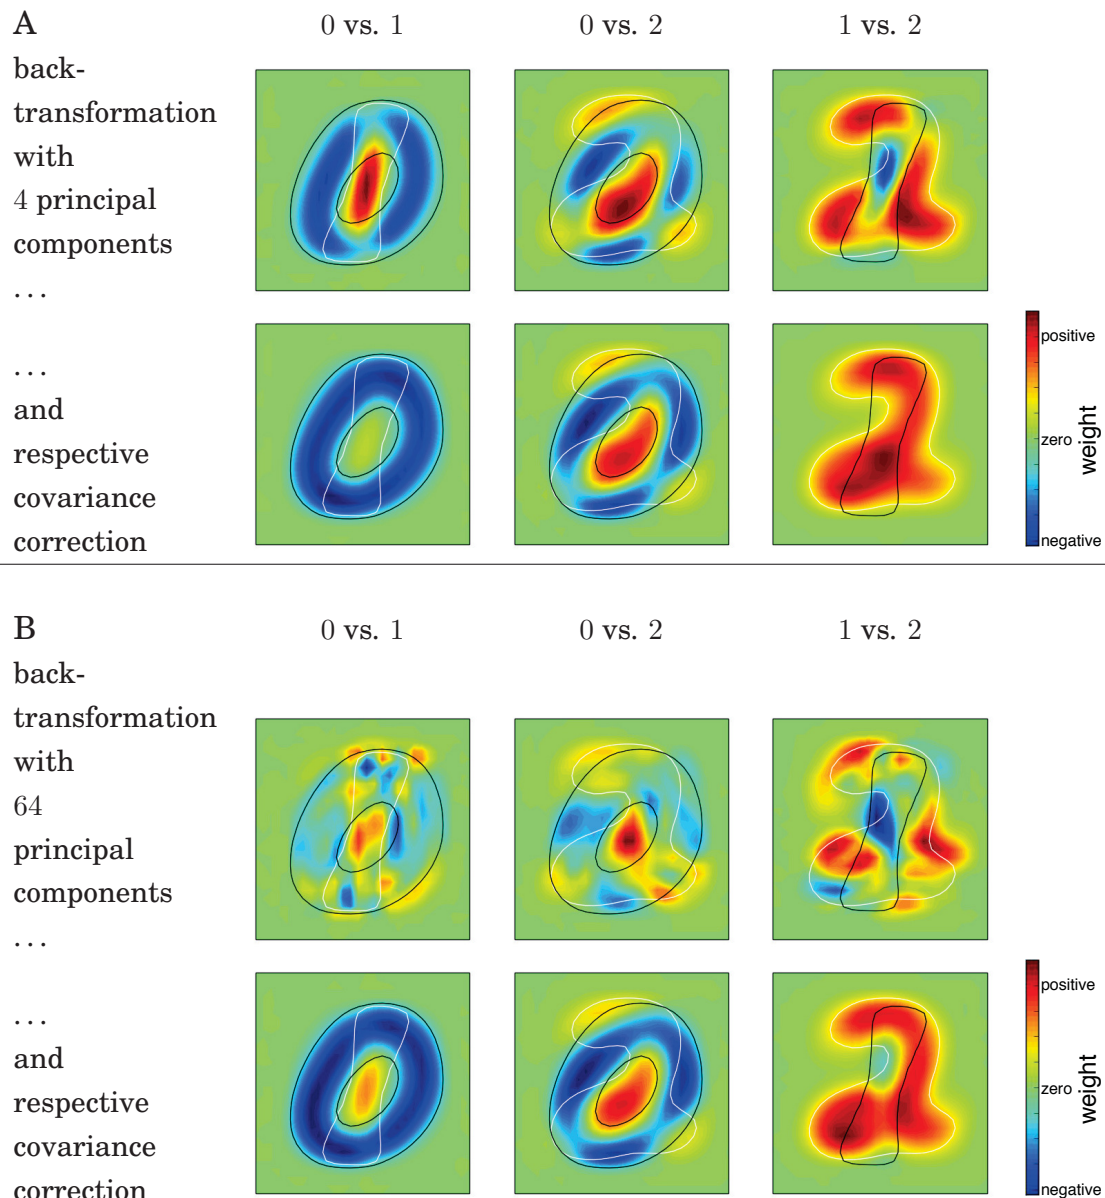 A
0 vs. 1
0 vs. 2
1 vs. 2
back-
transformation
with
4 principal
components
...
...
and
respective
covariance
correction
positive
zero
negative
weight
B
0 vs. 1
0 vs. 2
1 vs. 2
back-
transformation
with
64
principal
components
...
...
and
respective
covariance
correction
positive
zero
negative
weight